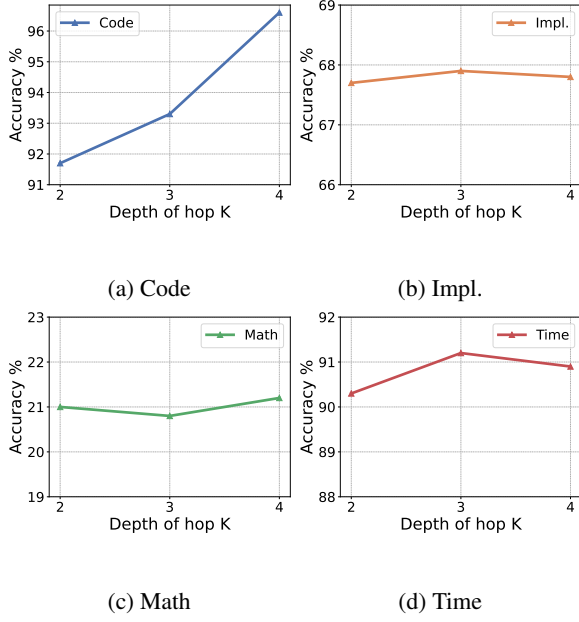 Accuracy %
96
95
94
93
92
91
Code
2
3
4
Depth of hop K
(a) Code
Accuracy %
69
68
67
66
Impl.
2
3
4
Depth of hop K
(b) Impl.
Accuracy %
23
22
21
20
19
Math
2
3
4
Depth of hop K
(c) Math
Accuracy %
92
91
90
89
88
Time
2
3
4
Depth of hop K
(d) Time